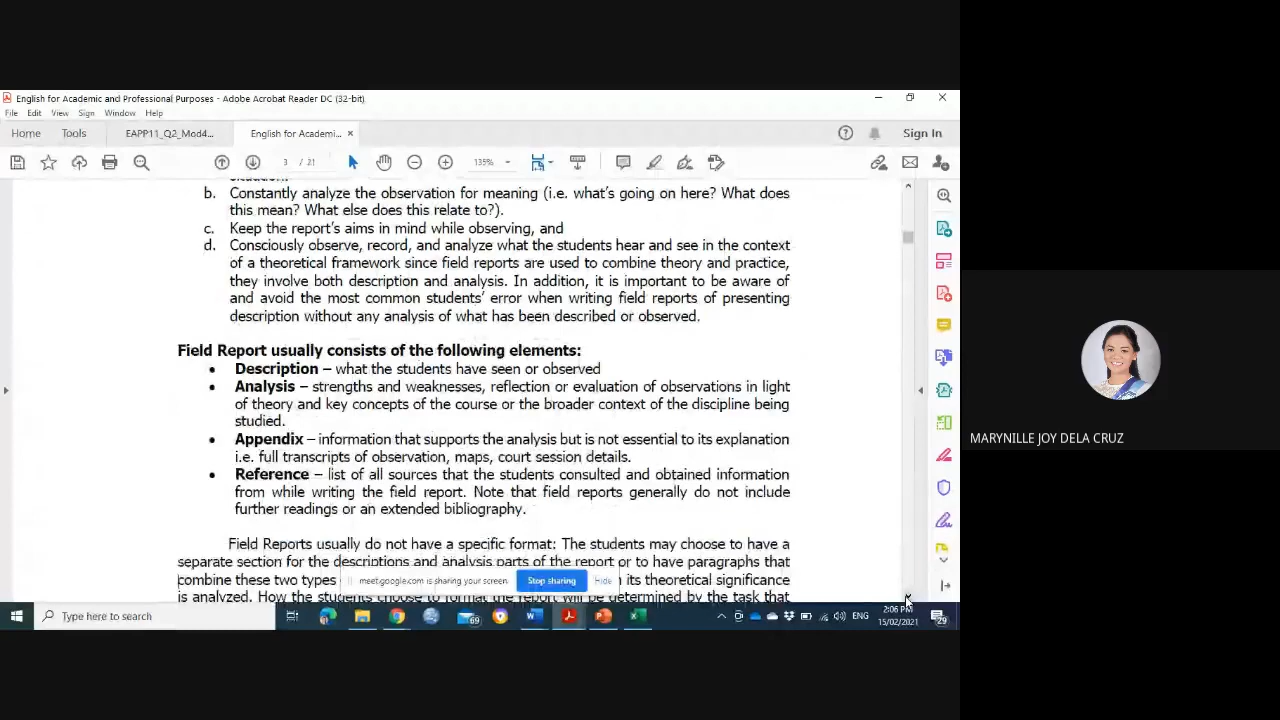 English for Academic and Professional Purposes - Adobe Acrobat Reader DC (32-bit)
File Edit View Sign Window Help
Home Tools EAPP11_Q2_Mod4... English for Academi... × Sign In
3 / 21 135%
situation.
b. Constantly analyze the observation for meaning (i.e. what's going on here? What does
this mean? What else does this relate to?).
c. Keep the report's aims in mind while observing, and
d. Consciously observe, record, and analyze what the students hear and see in the context
of a theoretical framework since field reports are used to combine theory and practice,
they involve both description and analysis. In addition, it is important to be aware of
and avoid the most common students' error when writing field reports of presenting
description without any analysis of what has been described or observed.
Field Report usually consists of the following elements:
• Description – what the students have seen or observed
• Analysis – strengths and weaknesses, reflection or evaluation of observations in light
of theory and key concepts of the course or the broader context of the discipline being
studied.
• Appendix – information that supports the analysis but is not essential to its explanation
i.e. full transcripts of observation, maps, court session details.
• Reference – list of all sources that the students consulted and obtained information
from while writing the field report. Note that field reports generally do not include
further readings or an extended bibliography.
Field Reports usually do not have a specific format: The students may choose to have a
separate section for the descriptions and analysis parts of the report or to have paragraphs that
combine these two types its theoretical significance
meet.google.com is sharing your screen. Stop sharing Hide
is analyzed. How the students choose to format the report will be determined by the task that
Type here to search 69 ENG 2:06 PM
15/02/2021 29
MARYNILLE JOY DELA CRUZ